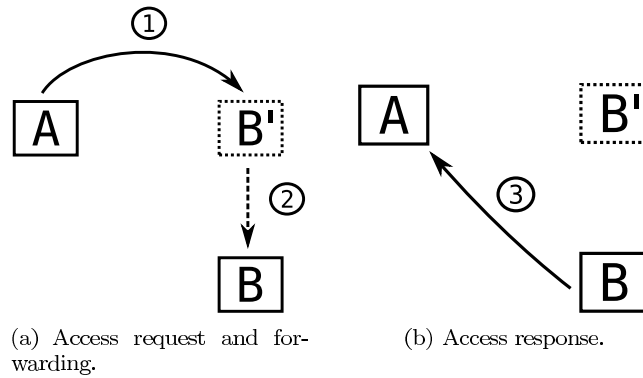 1
A
B'
2
B
(a) Access request and for-
warding.
A
B'
3
B
(b) Access response.